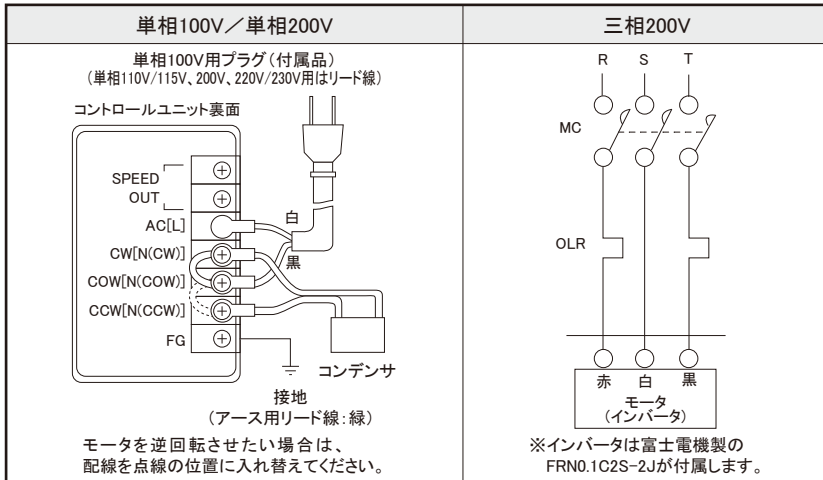 単相100V／単相200V
単相100V用プラグ（付属品）
（単相110V/115V、200V、220V/230V用はリード線）
コントロールユニット裏面
SPEED
OUT
AC[L]
CW[N(CW)]
COW[N(COW)]
CCW[N(CCW)]
FG
白
黒
コンデンサ
接地
（アース用リード線：緑）
モータを逆回転させたい場合は、
配線を点線の位置に入れ替えてください。
三相200V
R S T
MC
OLR
赤 白 黒
モータ
（インバータ）
※インバータは富士電機製の
FRN0.1C2S-2Jが付属します。